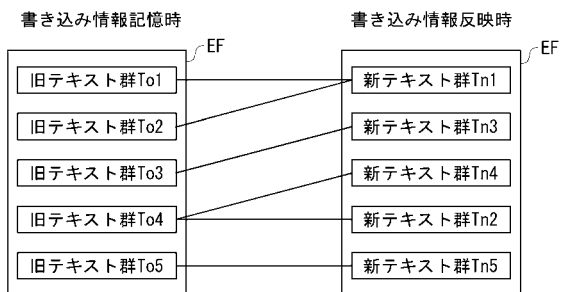 書き込み情報記憶時
書き込み情報反映時
EF
EF
旧テキスト群To1
新テキスト群Tn1
旧テキスト群To2
新テキスト群Tn3
旧テキスト群To3
新テキスト群Tn4
旧テキスト群To4
新テキスト群Tn2
旧テキスト群To5
新テキスト群Tn5